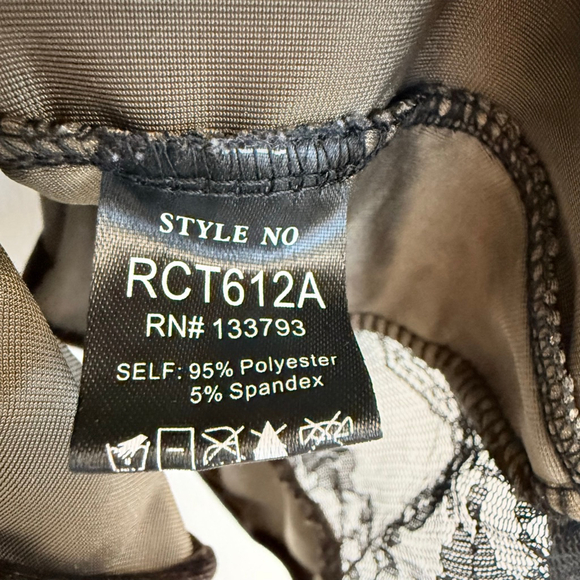 STYLE NO
RCT612A
RN# 133793
SELF: 95% Polyester
5% Spandex